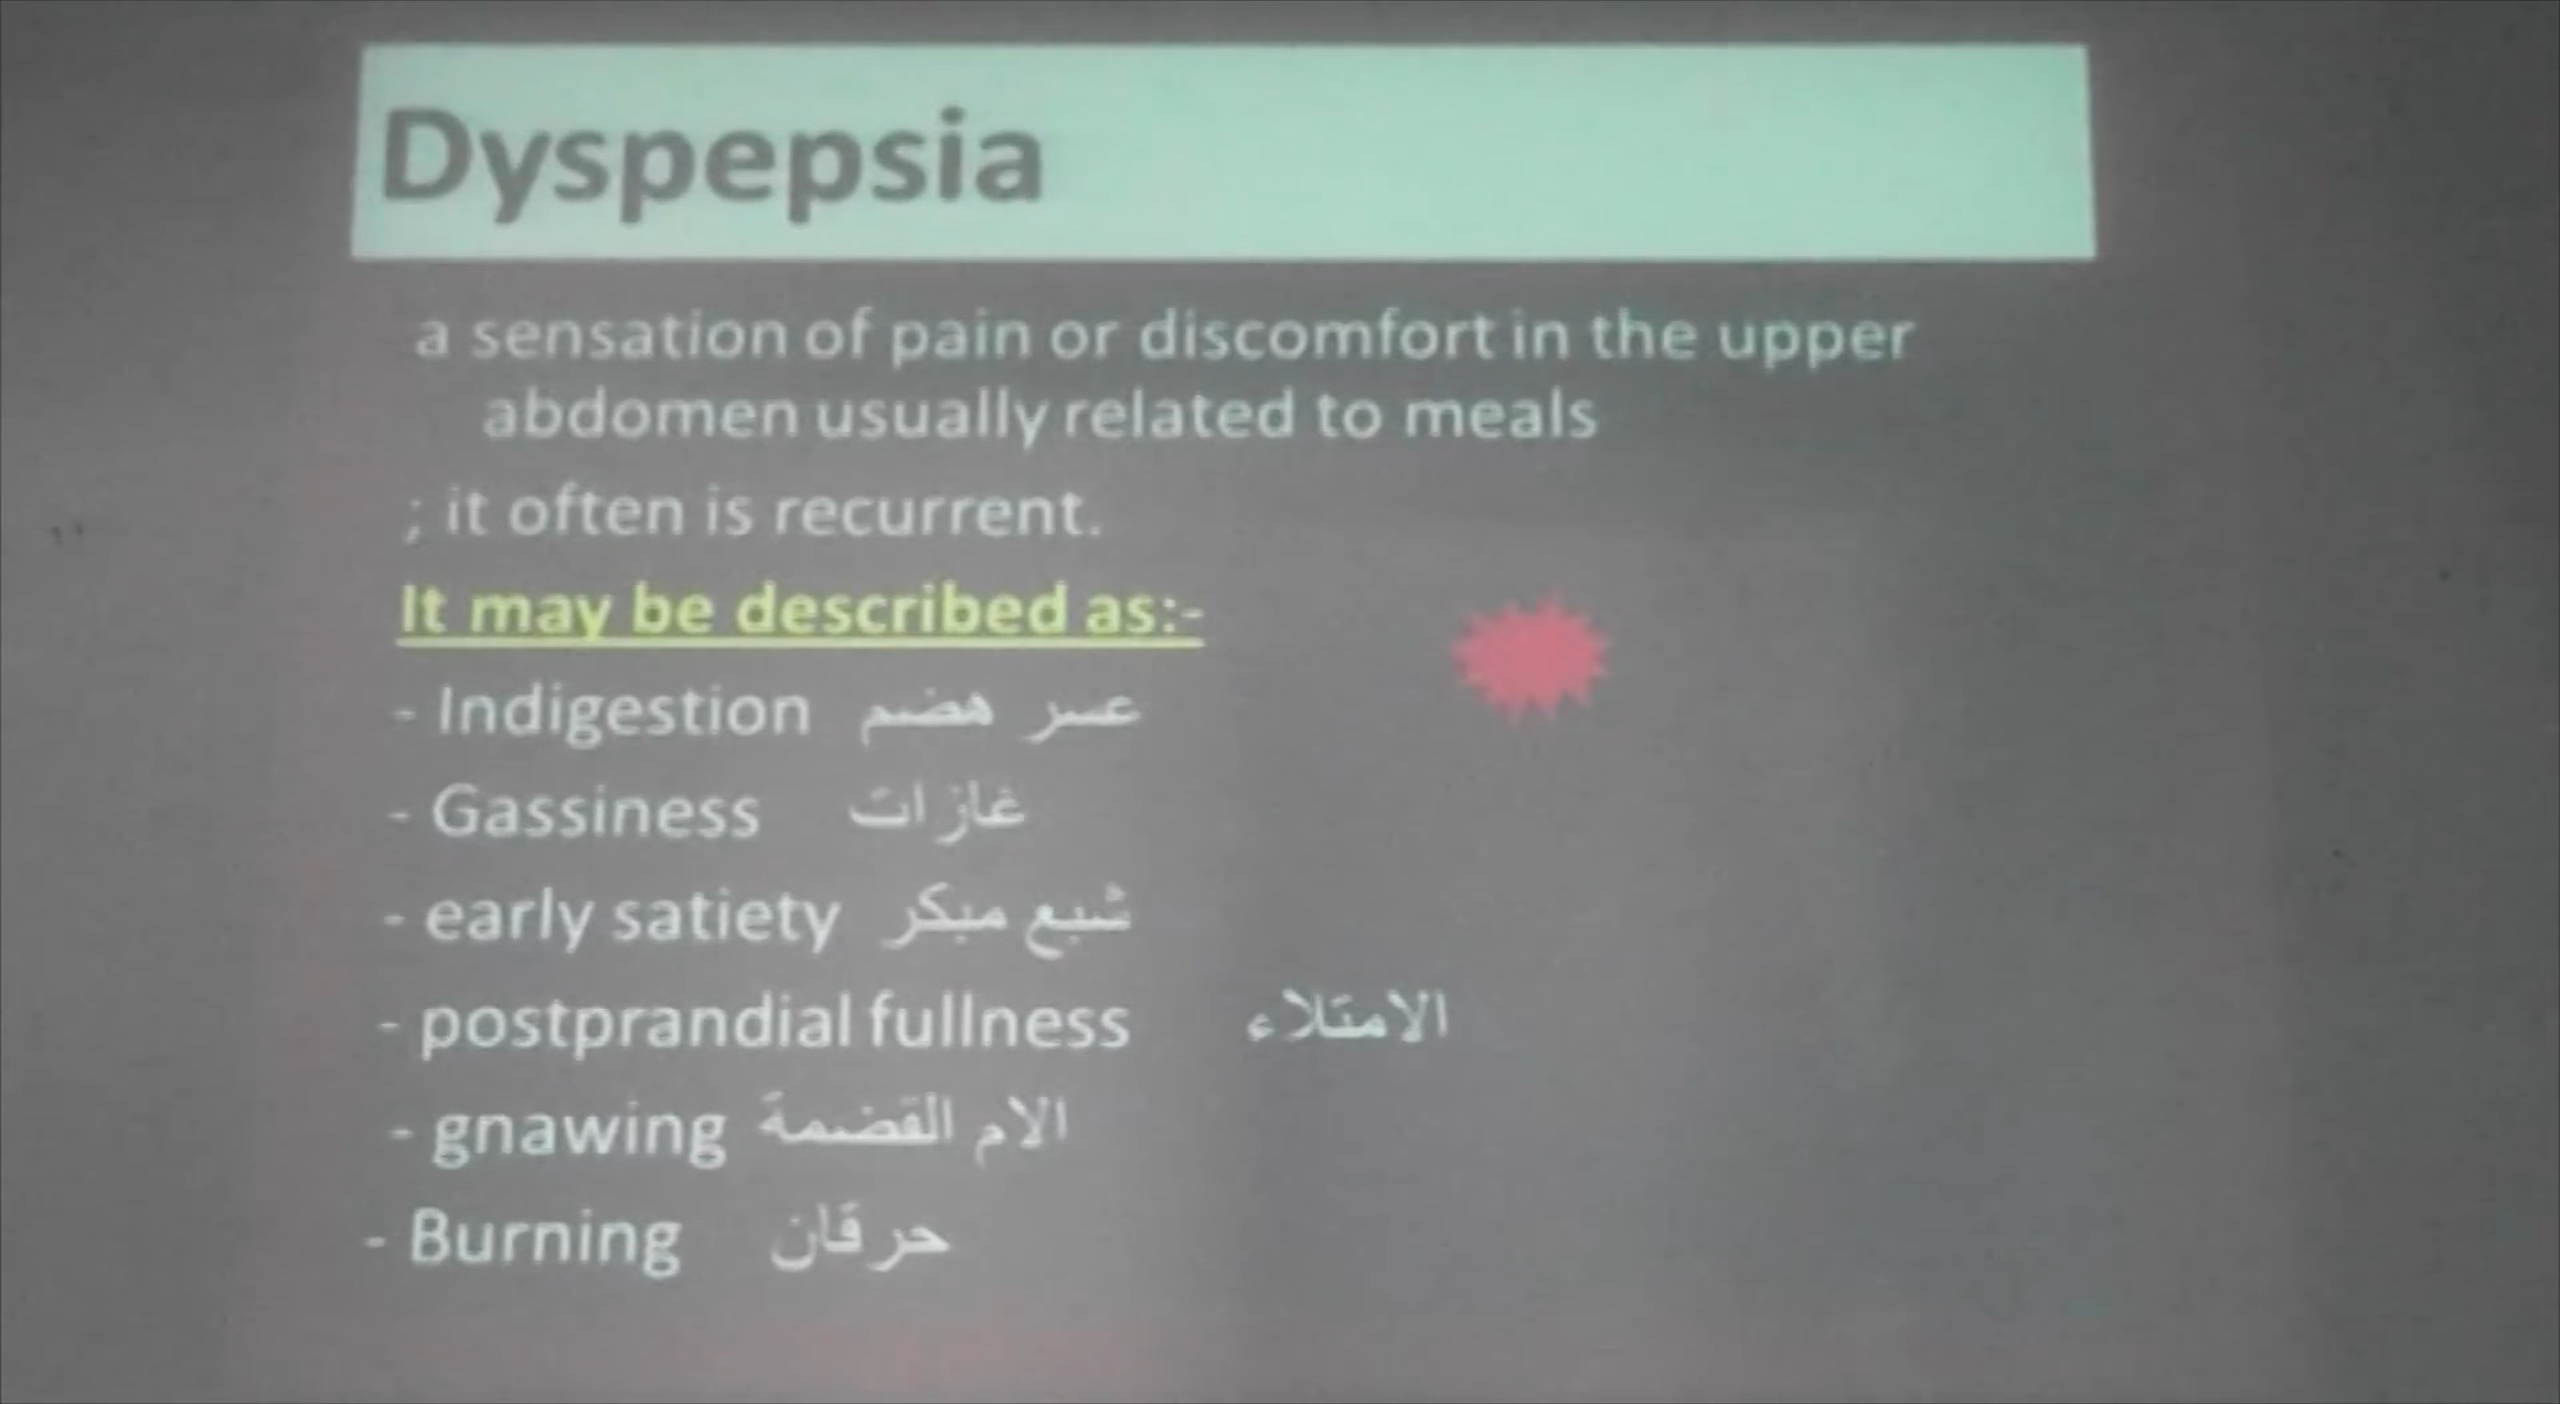 Dyspepsia
a sensation of pain or discomfort in the upper
abdomen usually related to meals
; it often is recurrent.
It may be described as:-
- Indigestion عسر هضم
- Gassiness غازات
- early satiety شبع مبكر
- postprandial fullness الامتلاء
- gnawing الام القضمة
- Burning حرقان